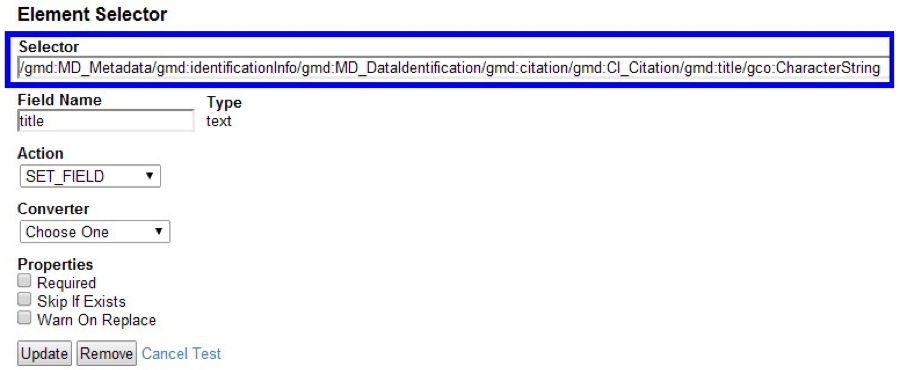 Element Selector
Selector
/gmd:MD_Metadata/gmd:identificationInfo/gmd:MD_DataIdentification/gmd:citation/gmd:CI_Citation/gmd:title/gco:CharacterString
Field Name Type
title text
Action
SET_FIELD
Converter
Choose One
Properties
Required
Skip If Exists
Warn On Replace
Update Remove Cancel Test